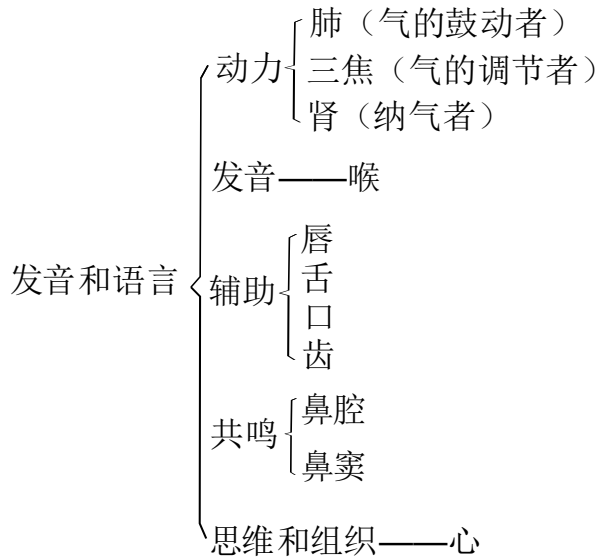 肺（气的鼓动者）
动力
三焦（气的调节者）
肾（纳气者）
发音——喉
发音和语言
辅助
唇
舌
口
齿
共鸣
鼻腔
鼻窦
思维和组织——心